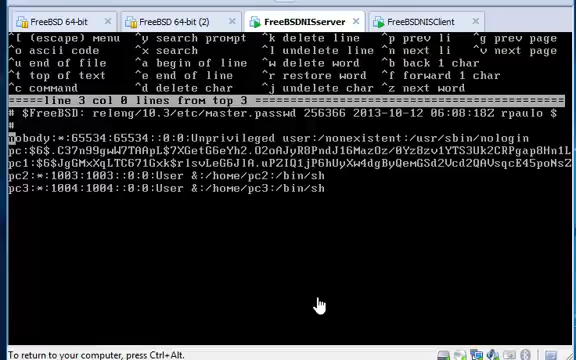 FreeBSD 64-bit
FreeBSD 64-bit (2)
FreeBSDNISserver
FreeBSDNISClient
^[ (escape) menu ^y search prompt ^k delete line ^p prev li ^g prev page
^o ascii code ^x search ^l undelete line ^n next li ^v next page
^u end of file ^a begin of line ^w delete word ^b back 1 char
^t top of text ^e end of line ^r restore word ^f forward 1 char
^c command ^d delete char ^j undelete char ^z next word
=====line 3 col 0 lines from top 3
# $FreeBSD: releng/10.3/etc/master.passwd 256366 2013-10-12 06:08:18Z rpaulo $
#
nobody:*:65534:65534::0:0:Unprivileged user:/nonexistent:/usr/sbin/nologin
pc2:*:1003:1003::0:0:User &:/home/pc2:/bin/sh
pc3:*:1004:1004::0:0:User &:/home/pc3:/bin/sh
To return to your computer, press Ctrl+Alt.